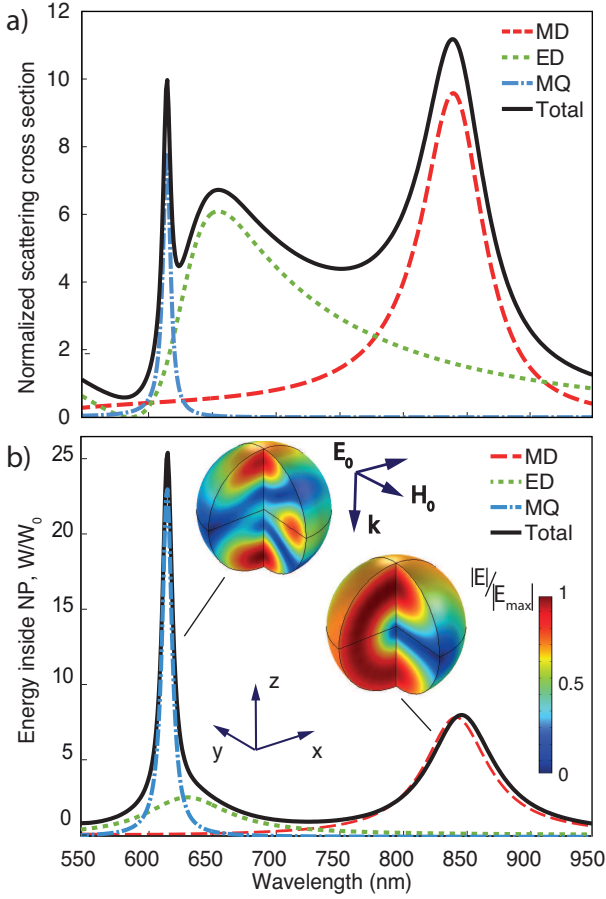 a)
Normalized scattering cross section
12
10
8
6
4
2
0
MD
ED
MQ
Total
b)
Energy inside NP, W/W0
25
20
15
10
5
0
E0
H0
k
MD
ED
MQ
Total
|E|/|Emax|
1
0.5
0
z
y
x
550 600 650 700 750 800 850 900 950
Wavelength (nm)